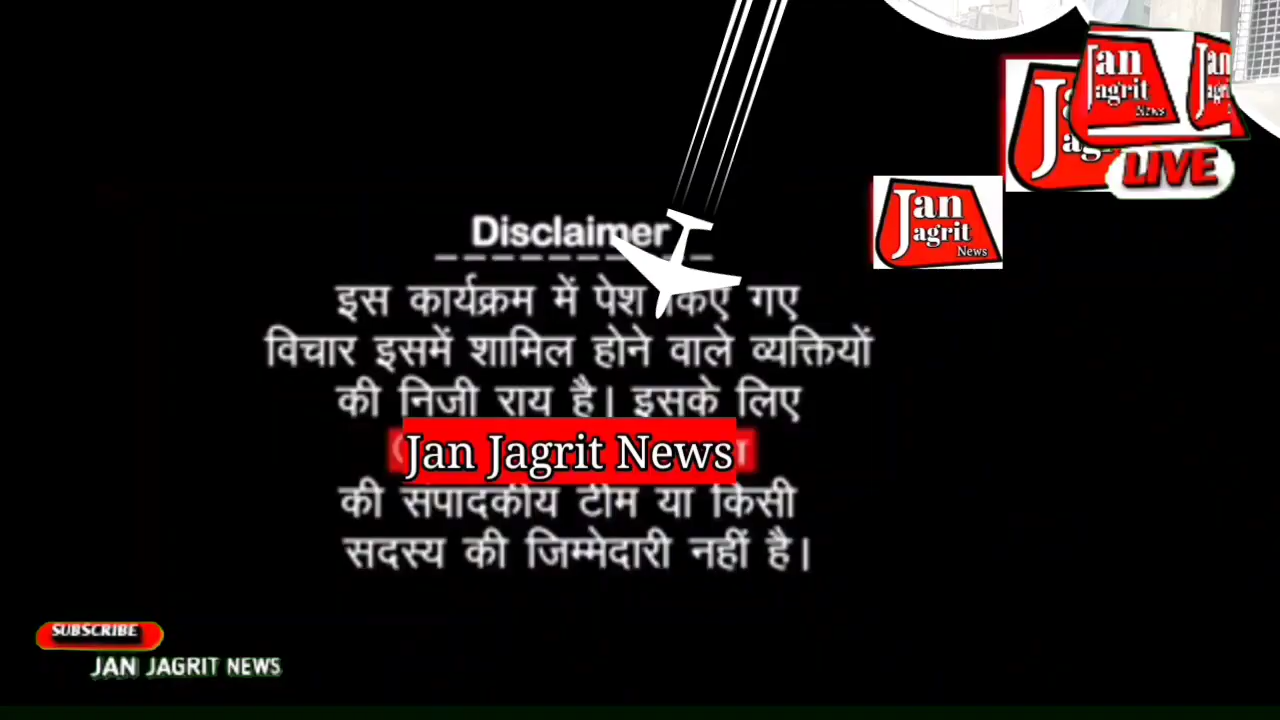 Jan
Jagrit
News
LIVE
Jan
Jagrit
News
Disclaimer
इस कार्यक्रम में पेश किए गए
विचार इसमें शामिल होने वाले व्यक्तियों
की निजी राय है। इसके लिए
Jan Jagrit News
की संपादकीय टीम या किसी
सदस्य की जिम्मेदारी नहीं है।
SUBSCRIBE
JAN JAGRIT NEWS